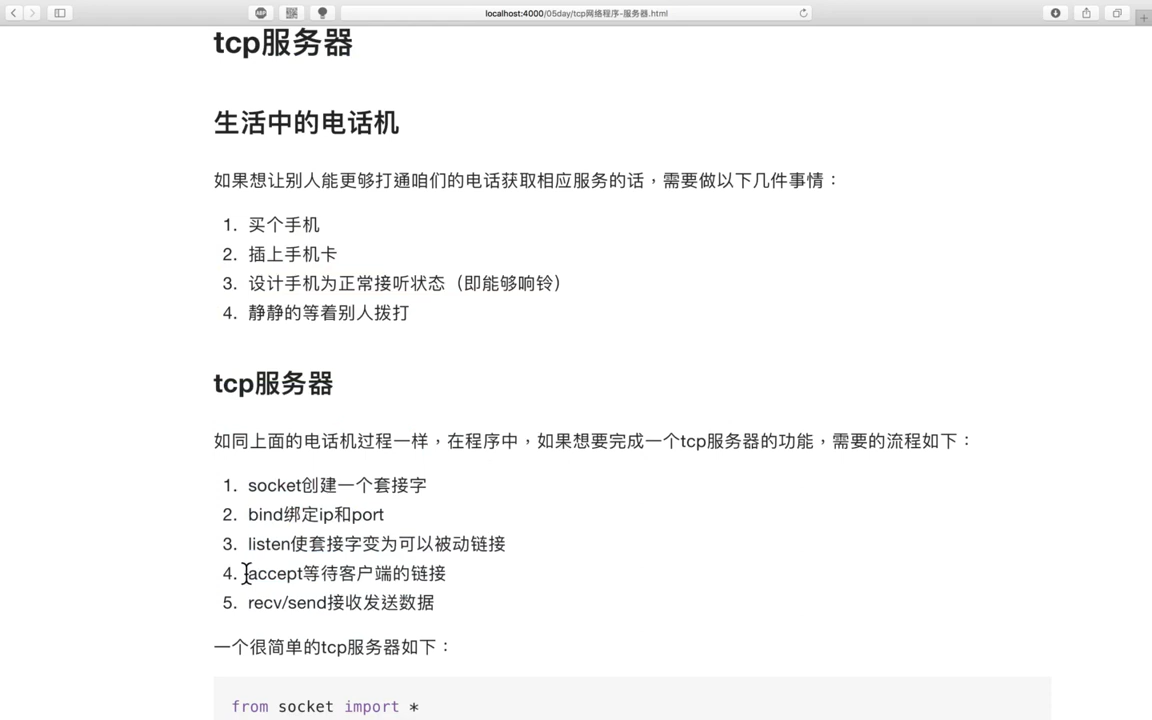 localhost:4000/05day/tcp网络程序-服务器.html
tcp服务器
生活中的电话机
如果想让别人能更够打通咱们的电话获取相应服务的话，需要做以下几件事情：
1. 买个手机
2. 插上手机卡
3. 设计手机为正常接听状态（即能够响铃）
4. 静静的等着别人拨打
tcp服务器
如同上面的电话机过程一样，在程序中，如果想要完成一个tcp服务器的功能，需要的流程如下：
1. socket创建一个套接字
2. bind绑定ip和port
3. listen使套接字变为可以被动链接
4. accept等待客户端的链接
5. recv/send接收发送数据
一个很简单的tcp服务器如下：
from socket import *